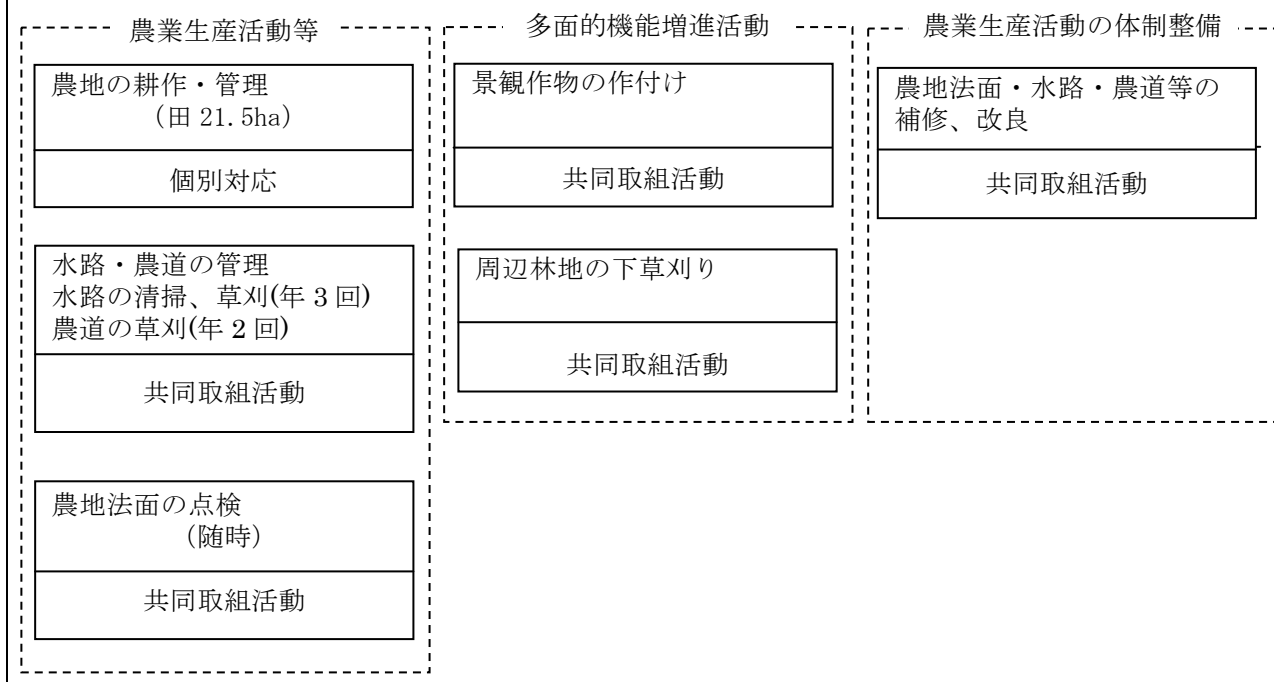 農業生産活動等
農地の耕作・管理
（田 21.5ha）
個別対応
水路・農道の管理
水路の清掃、草刈(年 3 回)
農道の草刈(年 2 回)
共同取組活動
農地法面の点検
（随時）
共同取組活動
多面的機能増進活動
景観作物の作付け
共同取組活動
周辺林地の下草刈り
共同取組活動
農業生産活動の体制整備
農地法面・水路・農道等の
補修、改良
共同取組活動